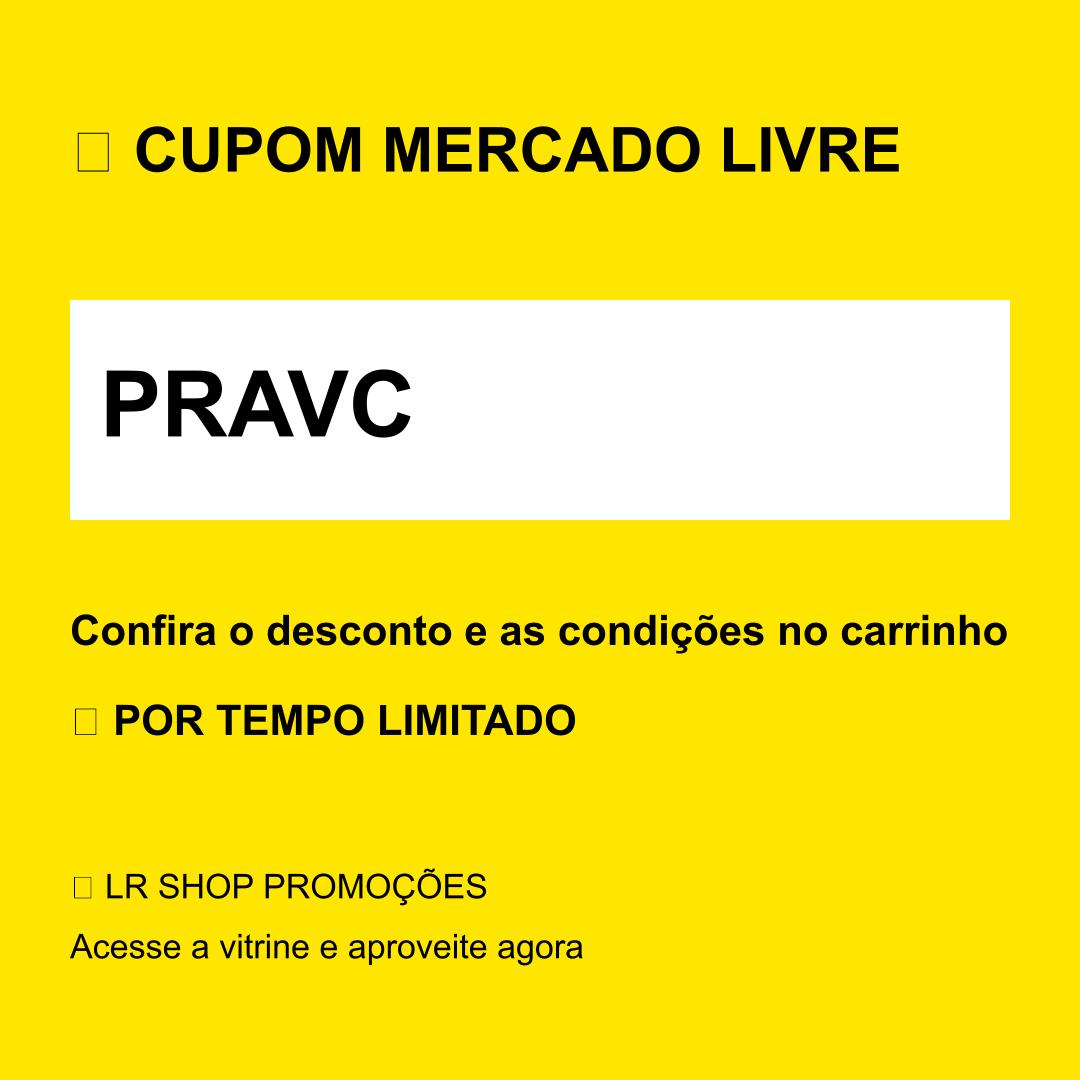 □ CUPOM MERCADO LIVRE
PRAVC
Confira o desconto e as condições no carrinho
□ POR TEMPO LIMITADO
□ LR SHOP PROMOÇÕES
Acesse a vitrine e aproveite agora